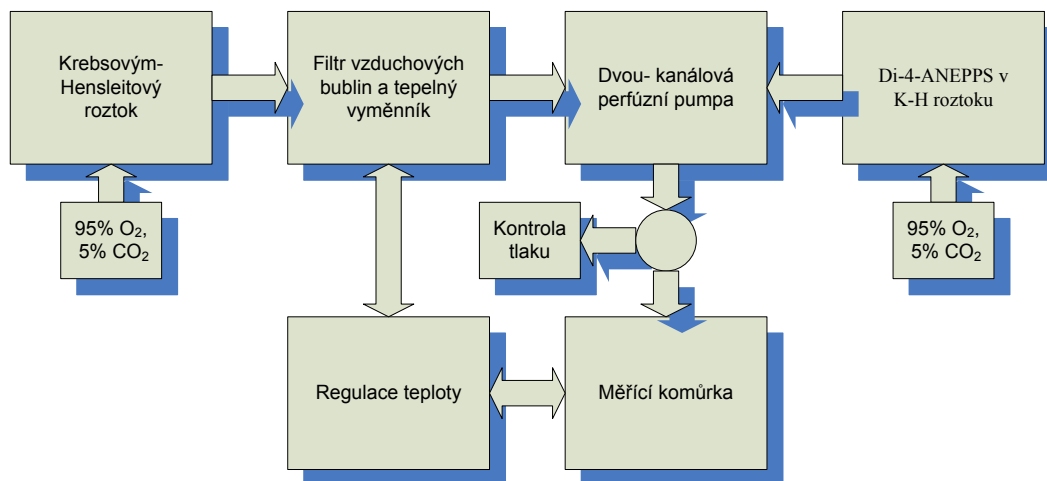 Krebsovým-
Hensleitový
roztok
Filtr vzduchových
bublin a tepelný
vyměnník
Dvou- kanálová
perfúzní pumpa
Di-4-ANEPPS v
K-H roztoku
95% O₂,
5% CO₂
Kontrola
tlaku
95% O₂,
5% CO₂
Regulace teploty
Měřící komůrka